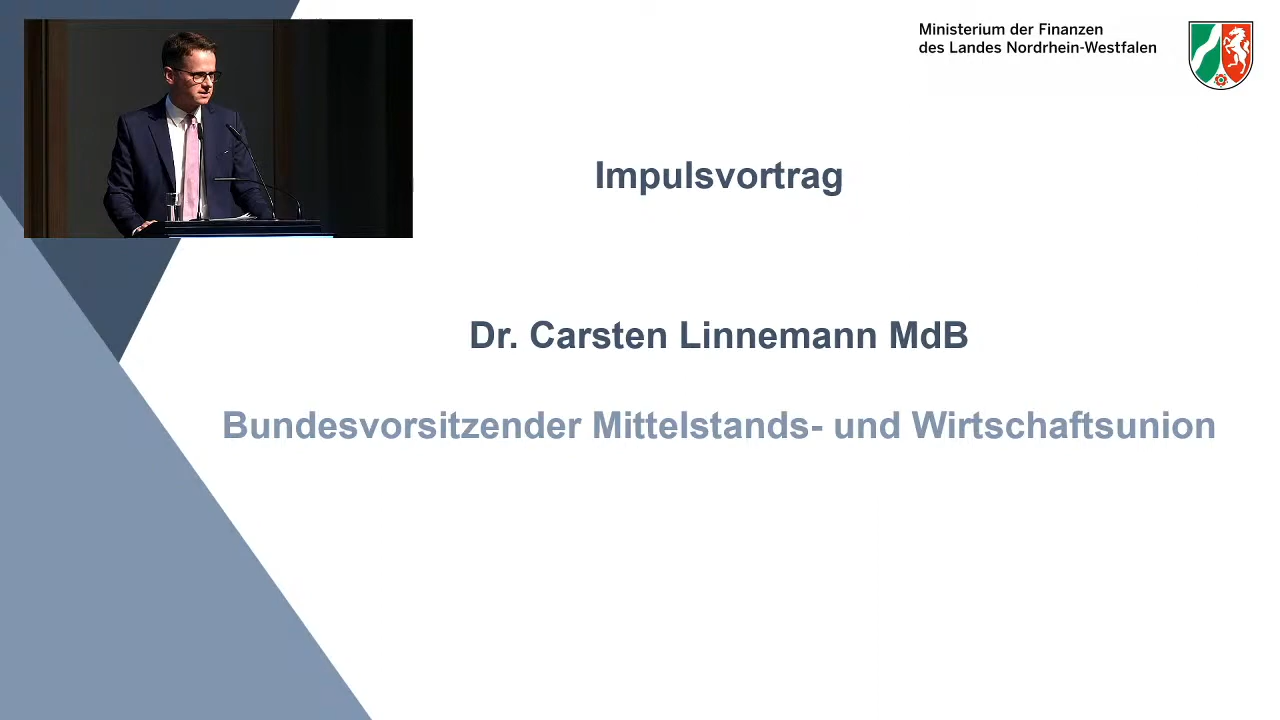 Ministerium der Finanzen
des Landes Nordrhein-Westfalen
Impulsvortrag
Dr. Carsten Linnemann MdB
Bundesvorsitzender Mittelstands- und Wirtschaftsunion